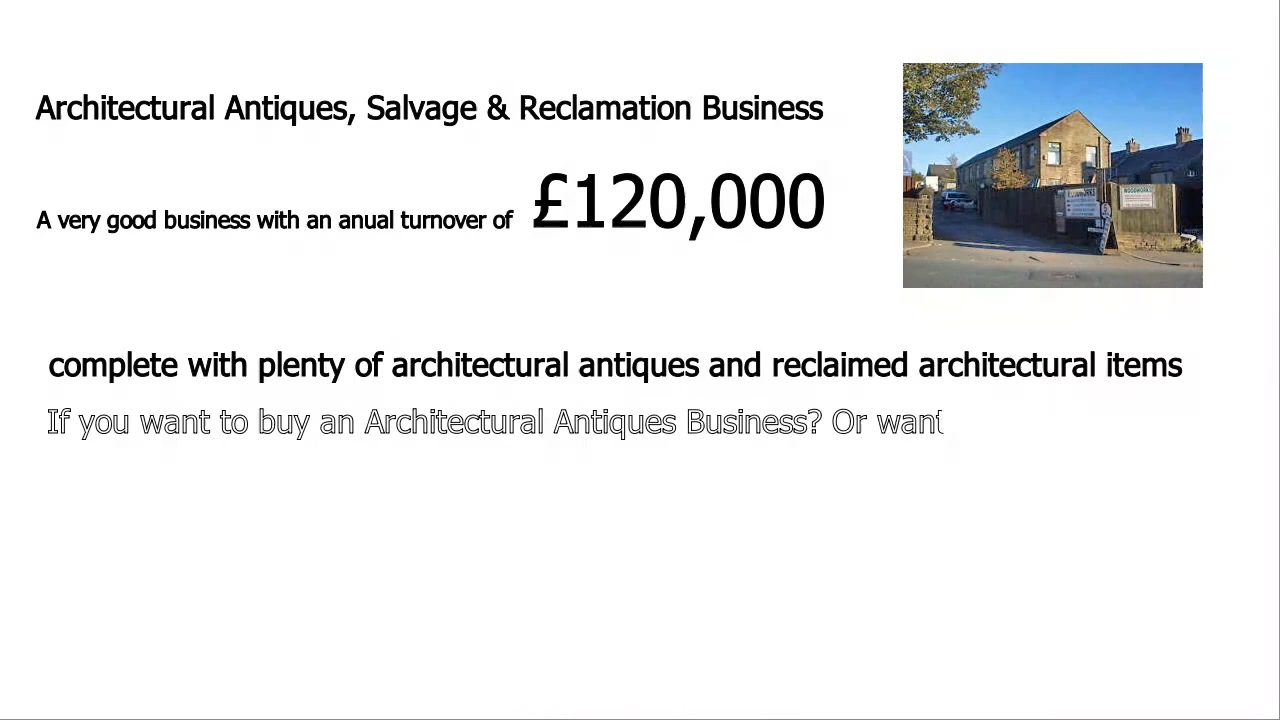 Architectural Antiques, Salvage & Reclamation Business
A very good business with an anual turnover of £120,000
WOODWORKS
complete with plenty of architectural antiques and reclaimed architectural items
If you want to buy an Architectural Antiques Business? Or want